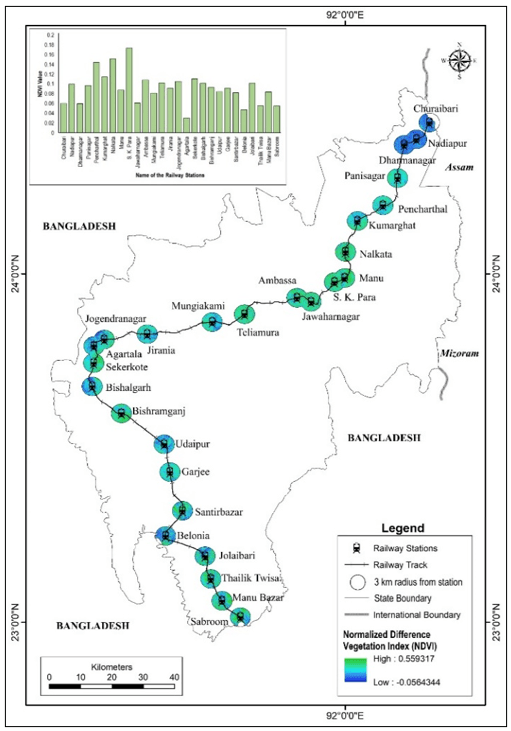 92°0'0"E
0.2
0.18
0.16
0.14
0.12
0.1
0.08
0.06
0.04
0.02
0
NDVI Value
Churaibari
Nadiapur
Dharmanagar
Panisagar
Pencharthal
Kumarghat
Nalkata
Manu
S. K. Para
Jawaharnagar
Ambassa
Mungiakami
Teliamura
Jirania
Jogendranagar
Agartala
Sekerkote
Bishalgarh
Bishramganj
Udaipur
Garjee
Santirbazar
Belonia
Jolaibari
Thailik Twisa
Manu Bazar
Sabroom
Name of the Railway Stations
N
W
E
S
Churaibari
Nadiapur
Dharmanagar
Assam
Panisagar
Pencharthal
BANGLADESH
Kumarghat
Nalkata
24°0'0"N
24°0'0"N
Ambassa
Manu
S. K. Para
Jawaharnagar
Mungiakami
Teliamura
Jogendranagar
Jirania
Agartala
Sekerkote
Mizoram
Bishalgarh
Bishramganj
BANGLADESH
Udaipur
Garjee
Santirbazar
Belonia
Jolaibari
Thailik Twisa
Manu Bazar
Sabroom
BANGLADESH
23°0'0"N
23°0'0"N
Legend
Railway Stations
Railway Track
3 km radius from station
State Boundary
International Boundary
Normalized Difference
Vegetation Index (NDVI)
High : 0.559317
Low : -0.0564344
Kilometers
0 10 20 30 40
92°0'0"E